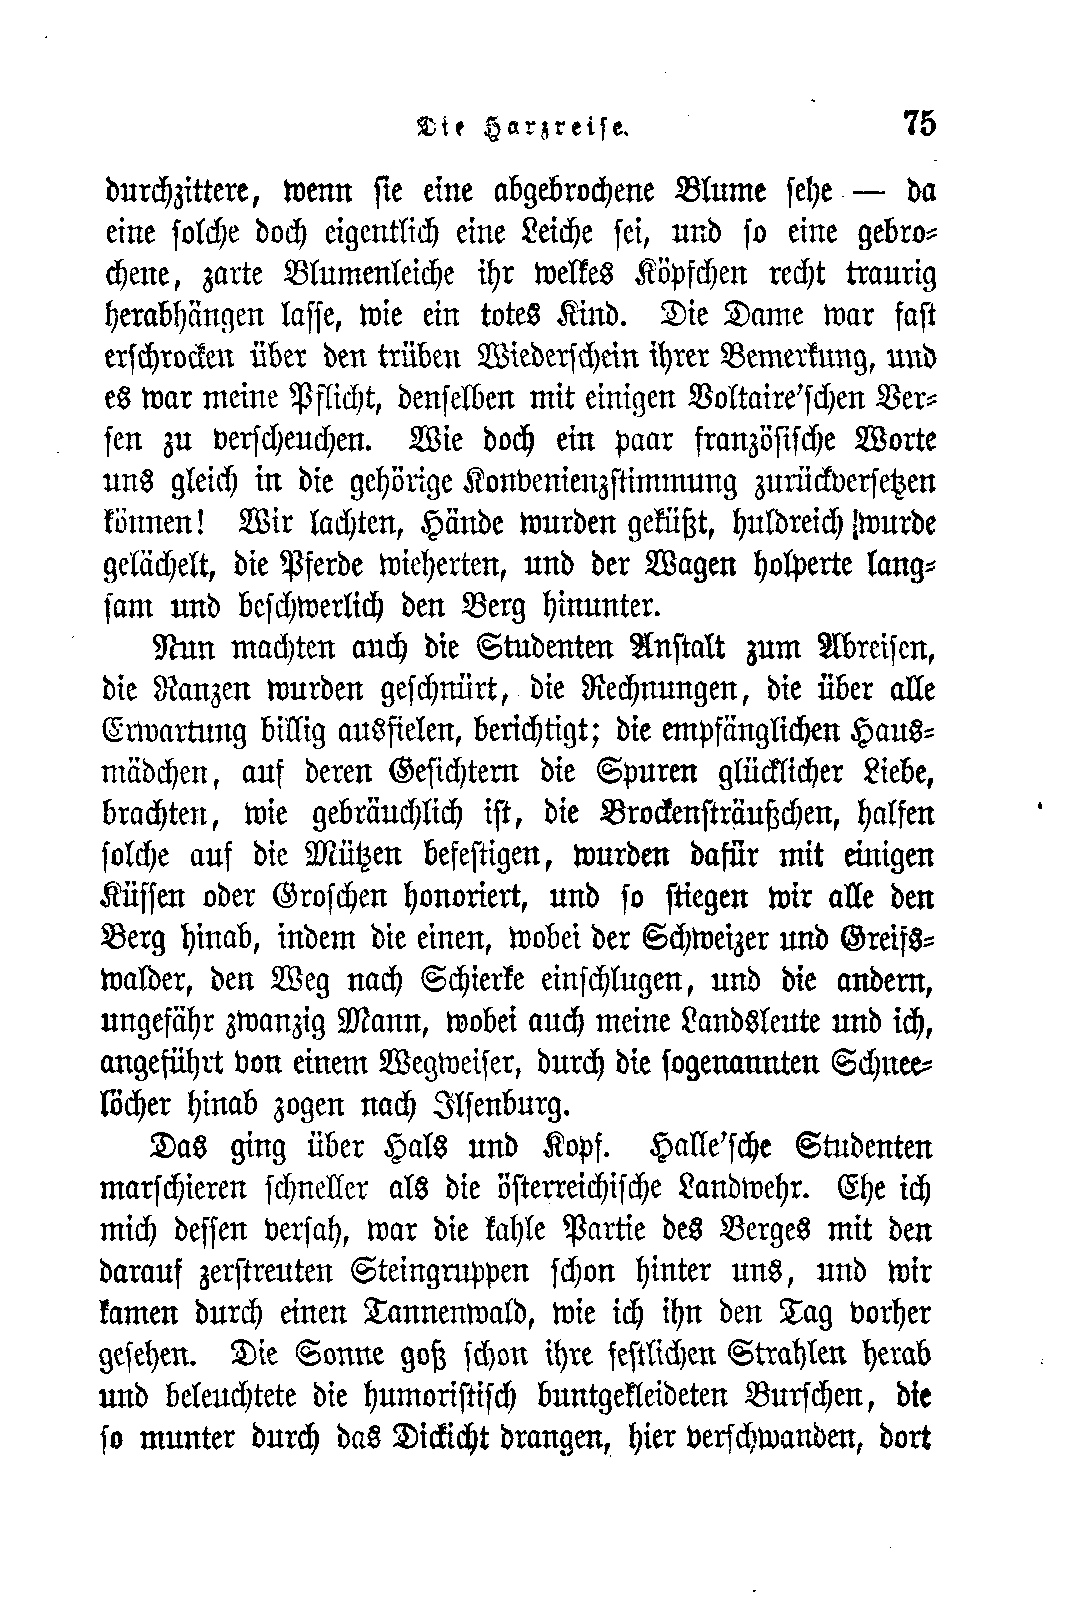 Die Harzreise. 75
durchzittere, wenn sie eine abgebrochene Blume sehe — da
eine solche doch eigentlich eine Leiche sei, und so eine gebro-
chene, zarte Blumenleiche ihr welkes Köpfchen recht traurig
herabhängen lasse, wie ein totes Kind. Die Dame war fast
erschrocken über den trüben Wiederschein ihrer Bemerkung, und
es war meine Pflicht, denselben mit einigen Voltaire'schen Ver-
sen zu verscheuchen. Wie doch ein paar französische Worte
uns gleich in die gehörige Konvenienzstimmung zurückversetzen
können! Wir lachten, Hände wurden geküßt, huldreich wurde
gelächelt, die Pferde wieherten, und der Wagen holperte lang-
sam und beschwerlich den Berg hinunter.
Nun machten auch die Studenten Anstalt zum Abreisen,
die Ranzen wurden geschnürt, die Rechnungen, die über alle
Erwartung billig ausfielen, berichtigt; die empfänglichen Haus-
mädchen, auf deren Gesichtern die Spuren glücklicher Liebe,
brachten, wie gebräuchlich ist, die Brockensträußchen, halfen
solche auf die Mützen befestigen, wurden dafür mit einigen
Küssen oder Groschen honoriert, und so stiegen wir alle den
Berg hinab, indem die einen, wobei der Schweizer und Greifs-
walder, den Weg nach Schierke einschlugen, und die andern,
ungefähr zwanzig Mann, wobei auch meine Landsleute und ich,
angeführt von einem Wegweiser, durch die sogenannten Schnee-
löcher hinab zogen nach Ilsenburg.
Das ging über Hals und Kopf. Halle'sche Studenten
marschieren schneller als die österreichische Landwehr. Ehe ich
mich dessen versah, war die kahle Partie des Berges mit den
darauf zerstreuten Steingruppen schon hinter uns, und wir
kamen durch einen Tannenwald, wie ich ihn den Tag vorher
gesehen. Die Sonne goß schon ihre festlichen Strahlen herab
und beleuchtete die humoristisch buntgekleideten Burschen, die
so munter durch das Dickicht drangen, hier verschwanden, dort